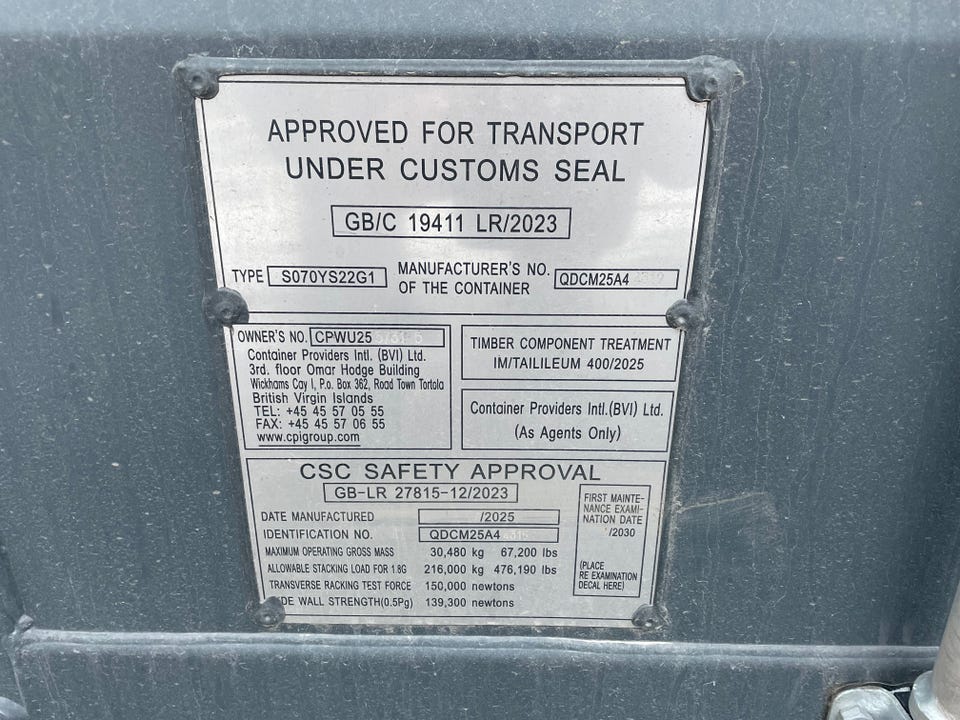 APPROVED FOR TRANSPORT
UNDER CUSTOMS SEAL
GB/C 19411 LR/2023
TYPE S070YS22G1
MANUFACTURER'S NO.
OF THE CONTAINER
QDCM25A4
OWNER'S NO. CPWU25
Container Providers Intl. (BVI) Ltd.
3rd. floor Omar Hodge Building
Wickhams Cay I, P.o. Box 362, Road Town Tortola
British Virgin Islands
TEL: +45 45 57 05 55
FAX: +45 45 57 06 55
www.cpigroup.com
TIMBER COMPONENT TREATMENT
IM/TAILILEUM 400/2025
Container Providers Intl.(BVI) Ltd.
(As Agents Only)
CSC SAFETY APPROVAL
GB-LR 27815-12/2023
DATE MANUFACTURED /2025
IDENTIFICATION NO. QDCM25A4
MAXIMUM OPERATING GROSS MASS 30,480 kg 67,200 lbs
ALLOWABLE STACKING LOAD FOR 1.8G 216,000 kg 476,190 lbs
TRANSVERSE RACKING TEST FORCE 150,000 newtons
WALL STRENGTH(0.5Pg) 139,300 newtons
FIRST MAINTE-
NANCE EXAMI-
NATION DATE
/2030
(PLACE
RE EXAMINATION
DECAL HERE)